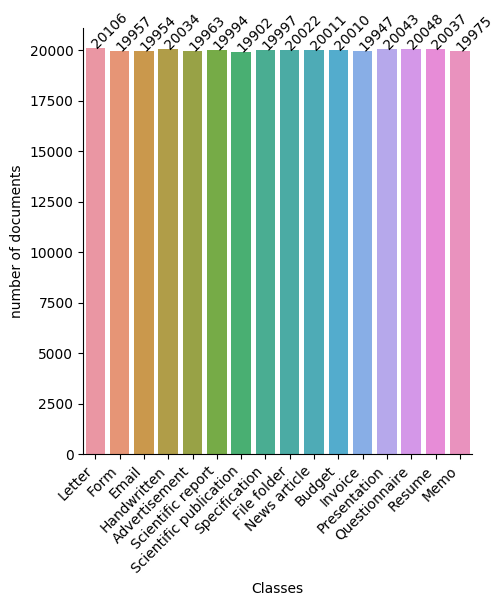 20106
19957
19954
20034
19963
19994
19902
19997
20022
20011
20010
19947
20043
20048
20037
19975
20000
17500
15000
12500
10000
7500
5000
2500
0
number of documents
Letter
Form
Email
Handwritten
Advertisement
Scientific report
Scientific publication
Specification
File folder
News article
Budget
Invoice
Presentation
Questionnaire
Resume
Memo
Classes